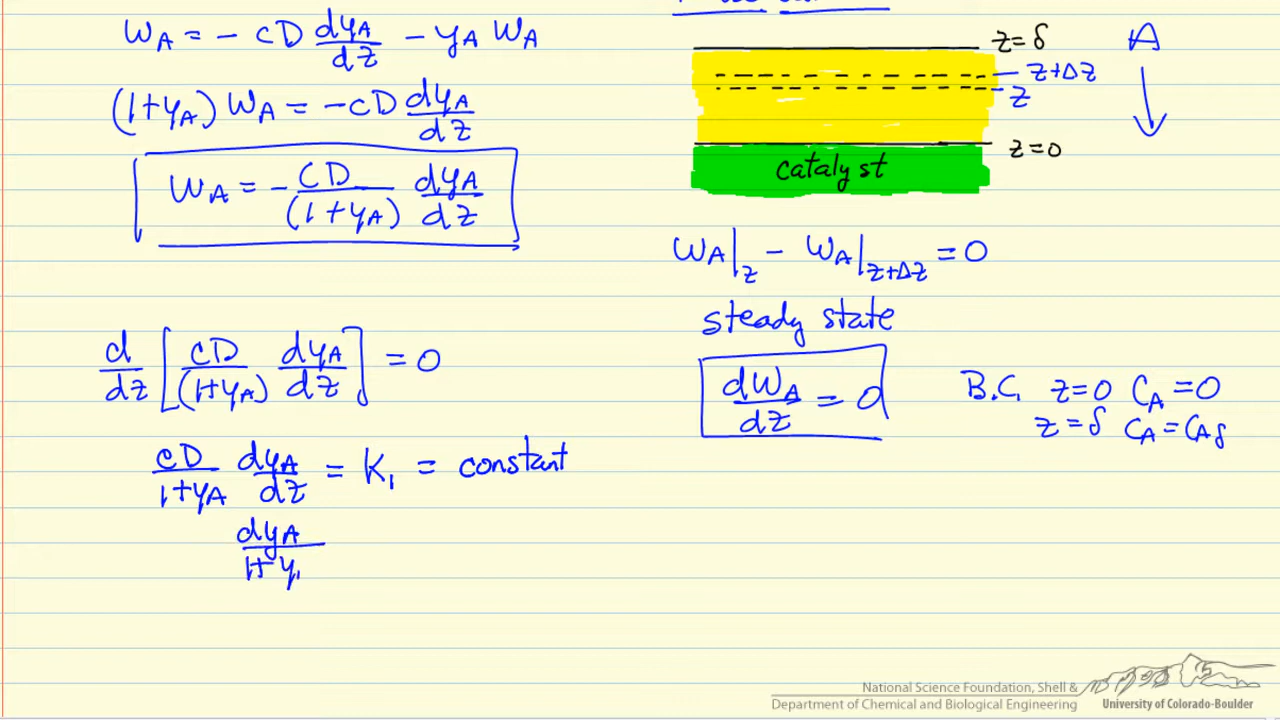 W_A = - cD dy_A/dz - y_A W_A
(1+y_A) W_A = -cD dy_A/dz
W_A = - CD/(1+y_A) dy_A/dz
d/dz [cD/(1+y_A) dy_A/dz] = 0
cD/1+y_A dy_A/dz = K_1 = constant
dy_A/1+y
z=δ
A
z+Δz
z
z=0
catalyst
W_A|_z - W_A|_z+Δz = 0
steady state
dW_A/dz = 0
B.C. z=0 C_A=0
z=δ C_A=C_Aδ
National Science Foundation, Shell &
Department of Chemical and Biological Engineering
University of Colorado-Boulder